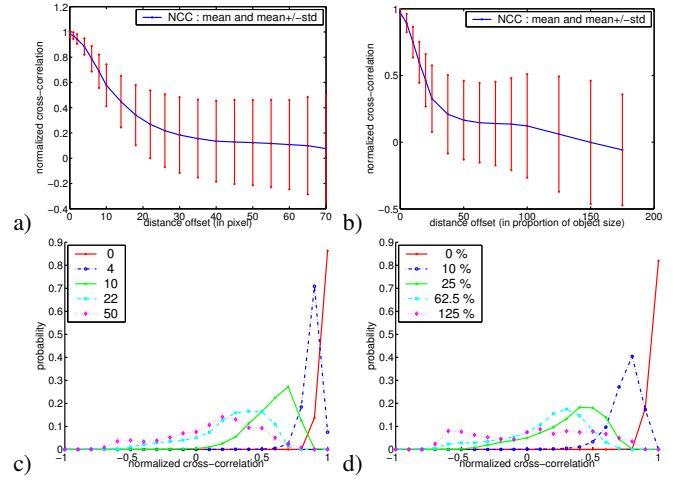 NCC : mean and mean+/-std
1.2
1
0.8
0.6
0.4
0.2
0
-0.2
-0.4
normalized cross-correlation
0 10 20 30 40 50 60 70
distance offset (in pixel)
a)
NCC : mean and mean+/-std
1
0.5
0
-0.5
normalized cross-correlation
0 50 100 150 200
distance offset (in proportion of object size)
b)
0
4
10
22
50
0.9
0.8
0.7
0.6
0.5
0.4
0.3
0.2
0.1
0
probability
-1 -0.5 0 0.5 1
normalized cross-correlation
c)
0 %
10 %
25 %
62.5 %
125 %
0.9
0.8
0.7
0.6
0.5
0.4
0.3
0.2
0.1
0
probability
-1 -0.5 0 0.5 1
normalized cross-correlation
d)